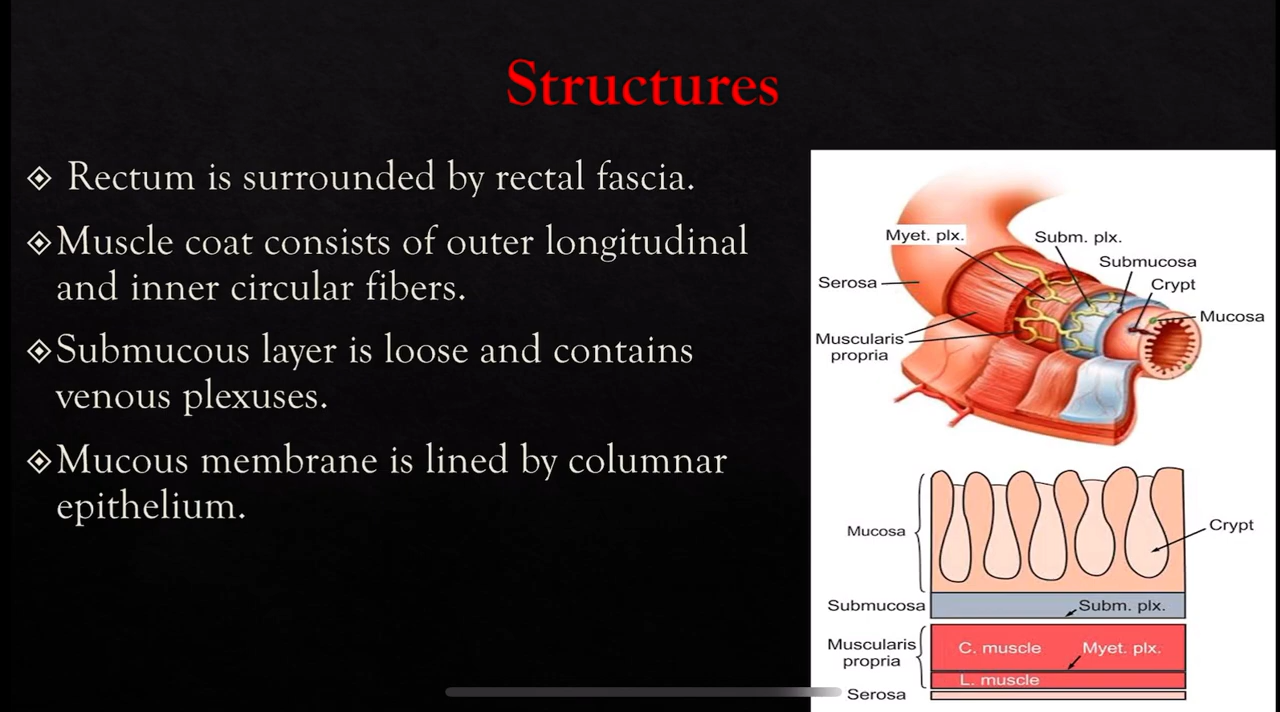 Structures
Rectum is surrounded by rectal fascia.
Muscle coat consists of outer longitudinal
and inner circular fibers.
Submucous layer is loose and contains
venous plexuses.
Mucous membrane is lined by columnar
epithelium.
Myet. plx.
Subm. plx.
Submucosa
Serosa
Crypt
Mucosa
Muscularis
propria
Mucosa
Crypt
Submucosa
Subm. plx.
Muscularis
propria
C. muscle
Myet. plx.
L. muscle
Serosa